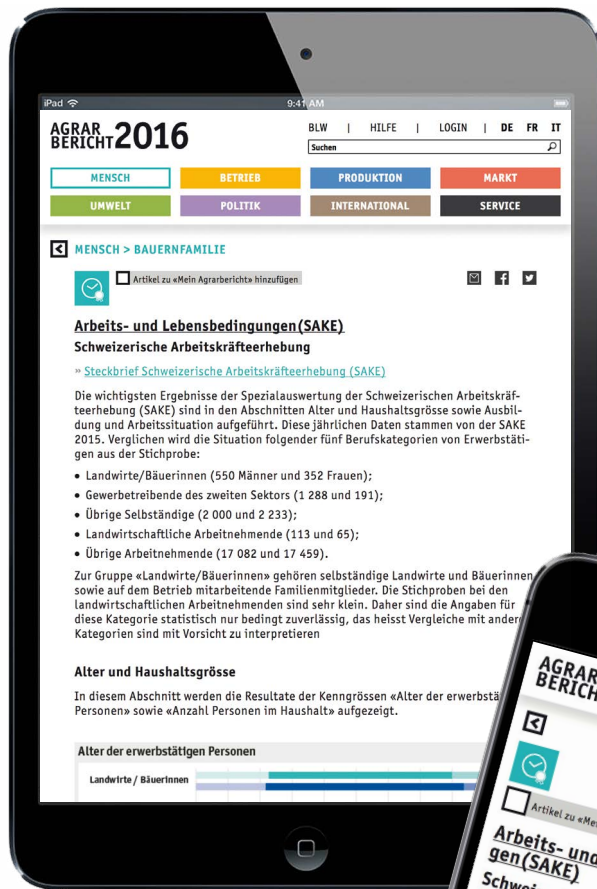 iPad
9:41 AM
AGRAR
BERICHT 2016
BLW | HILFE | LOGIN | DE FR IT
Suchen
MENSCH BETRIEB PRODUKTION MARKT
UMWELT POLITIK INTERNATIONAL SERVICE
MENSCH > BAUERNFAMILIE
Artikel zu «Mein Agrarbericht» hinzufügen
Arbeits- und Lebensbedingungen (SAKE)
Schweizerische Arbeitskräfteerhebung
» Steckbrief Schweizerische Arbeitskräfteerhebung (SAKE)
Die wichtigsten Ergebnisse der Spezialauswertung der Schweizerischen Arbeitskräf-
teerhebung (SAKE) sind in den Abschnitten Alter und Haushaltsgrösse sowie Ausbil-
dung und Arbeitssituation aufgeführt. Diese jährlichen Daten stammen von der SAKE
2015. Verglichen wird die Situation folgender fünf Berufskategorien von Erwerbstäti-
gen aus der Stichprobe:
• Landwirte/Bäuerinnen (550 Männer und 352 Frauen);
• Gewerbetreibende des zweiten Sektors (1 288 und 191);
• Übrige Selbständige (2 000 und 2 233);
• Landwirtschaftliche Arbeitnehmende (113 und 65);
• Übrige Arbeitnehmende (17 082 und 17 459).
Zur Gruppe «Landwirte/Bäuerinnen» gehören selbständige Landwirte und Bäuerinnen
sowie auf dem Betrieb mitarbeitende Familienmitglieder. Die Stichproben bei den
landwirtschaftlichen Arbeitnehmenden sind sehr klein. Daher sind die Angaben für
diese Kategorie statistisch nur bedingt zuverlässig, das heisst Vergleiche mit ander
Kategorien sind mit Vorsicht zu interpretieren
Alter und Haushaltsgrösse
In diesem Abschnitt werden die Resultate der Kenngrössen «Alter der erwerbstä
Personen» sowie «Anzahl Personen im Haushalt» aufgezeigt.
Alter der erwerbstätigen Personen
Landwirte / Bäuerinnen
AGRAR
BERICH
Artikel zu «Me
Arbeits- und
gen (SAKE)
Schwei